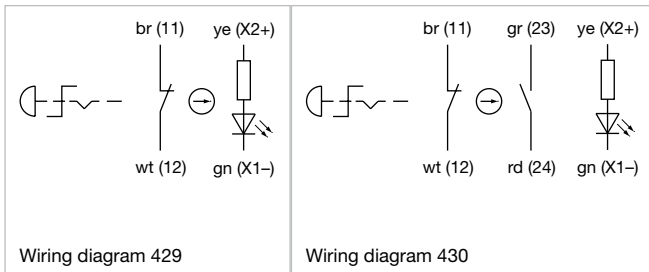 br (11) ye (X2+)
wt (12) gn (X1–)
Wiring diagram 429
br (11) gr (23) ye (X2+)
wt (12) rd (24) gn (X1–)
Wiring diagram 430